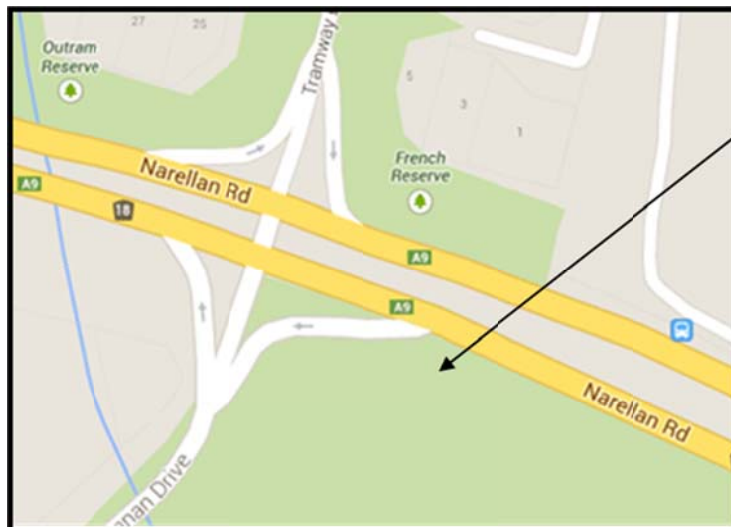 27
25
Outram
Reserve
Tramway
5
3
1
Narellan Rd
French
Reserve
A9
18
A9
A9
Narellan Rd
Drive